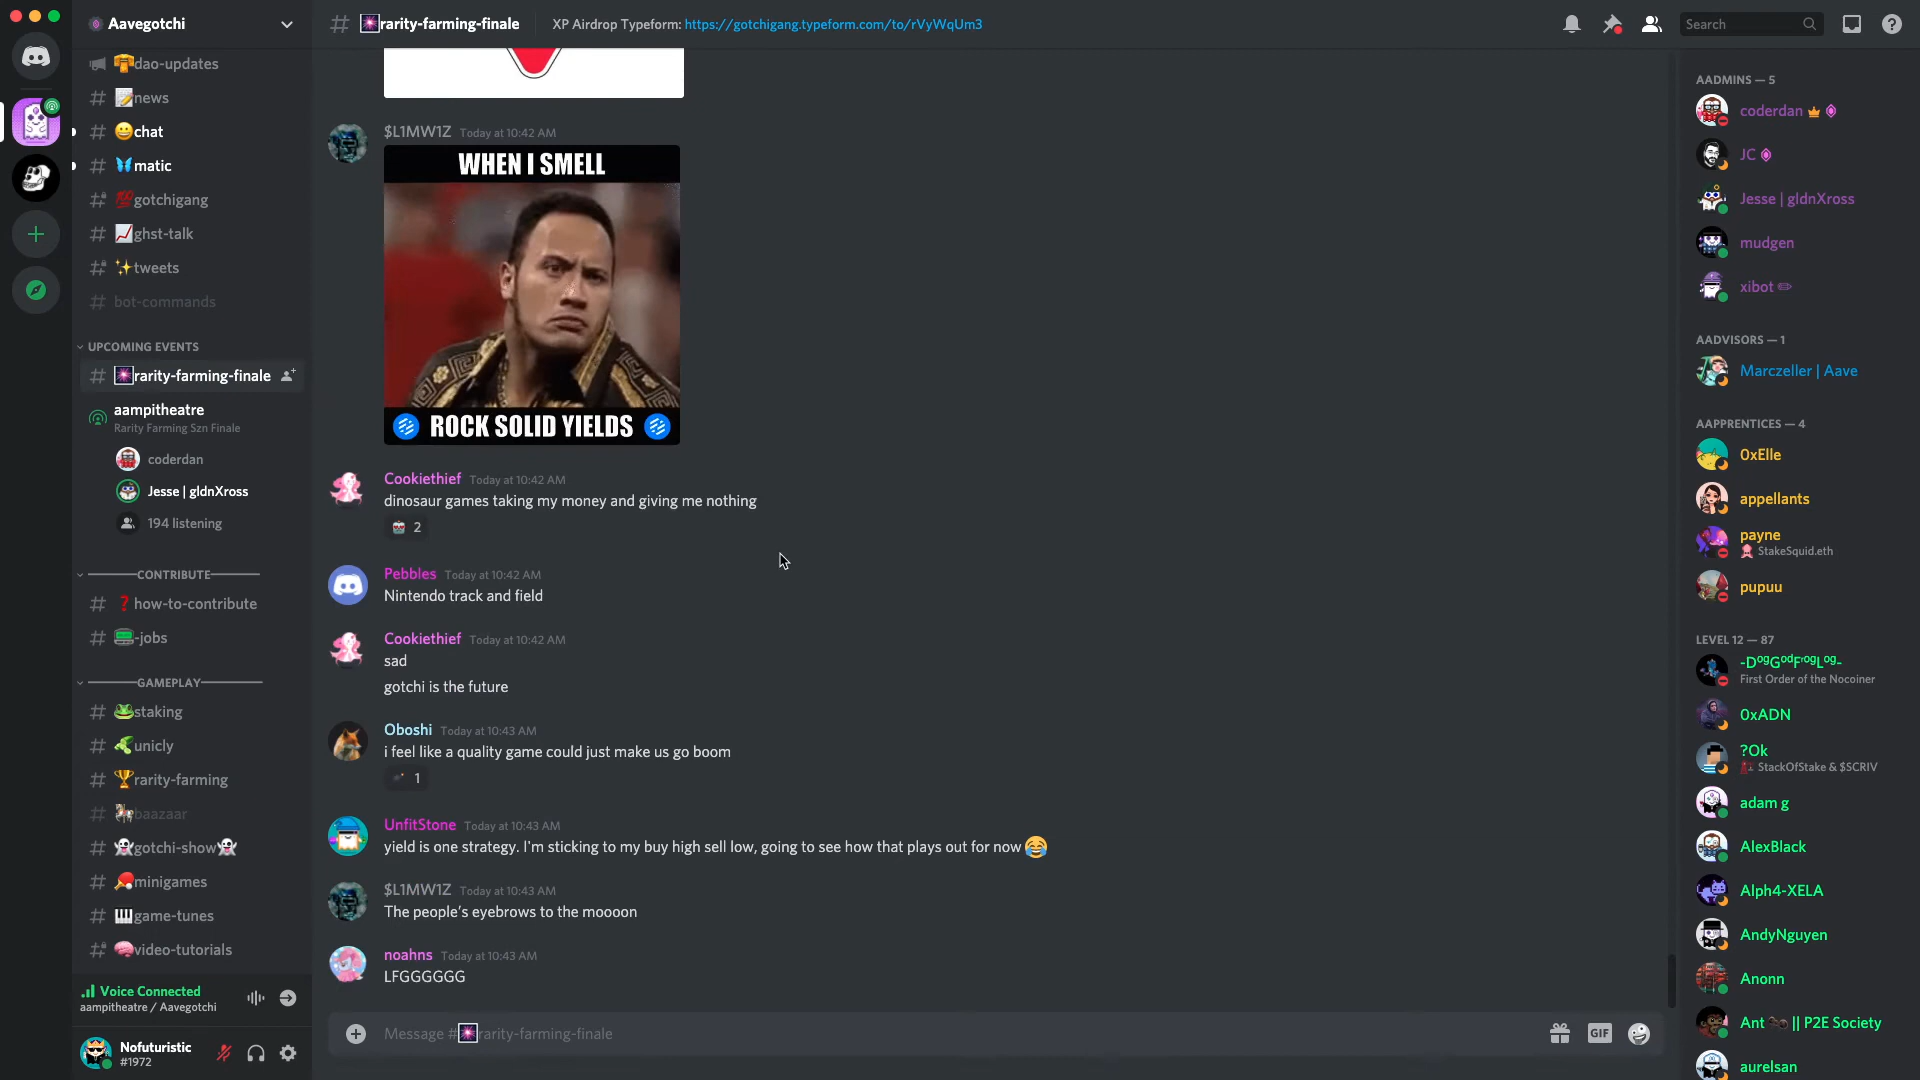 Aavegotchi
dao-updates
news
chat
matic
gotchigang
ghst-talk
tweets
bot-commands
UPCOMING EVENTS
rarity-farming-finale
aampitheatre
Rarity Farming Szn Finale
coderdan
Jesse | gldnXross
194 listening
CONTRIBUTE
how-to-contribute
-jobs
GAMEPLAY
staking
unicly
rarity-farming
baazaar
gotchi-show
minigames
game-tunes
video-tutorials
Voice Connected
aampitheatre / Aavegotchi
Nofuturistic
#1972
rarity-farming-finale
XP Airdrop Typeform: https://gotchigang.typeform.com/to/rVyWqUm3
Search
$L1MW1Z Today at 10:42 AM
WHEN I SMELL
ROCK SOLID YIELDS
Cookiethief Today at 10:42 AM
dinosaur games taking my money and giving me nothing
2
Pebbles Today at 10:42 AM
Nintendo track and field
Cookiethief Today at 10:42 AM
sad
gotchi is the future
Oboshi Today at 10:43 AM
i feel like a quality game could just make us go boom
1
UnfitStone Today at 10:43 AM
yield is one strategy. I'm sticking to my buy high sell low, going to see how that plays out for now
$L1MW1Z Today at 10:43 AM
The people's eyebrows to the moooon
noahns Today at 10:43 AM
LFGGGGGG
Message #rarity-farming-finale
GIF
AADMINS — 5
coderdan
JC
Jesse | gldnXross
mudgen
xibot
AADVISORS — 1
Marczeller | Aave
AAPPRENTICES — 4
0xElle
appellants
payne
StakeSquid.eth
pupuu
LEVEL 12 — 87
-DᵒᵍGᵒᵈFʳᵒᵍLᵒᵍ-
First Order of the Nocoiner
0xADN
?Ok
StackOfStake & $SCRIV
adam g
AlexBlack
Alph4-XELA
AndyNguyen
Anonn
Ant || P2E Society
aurelsan